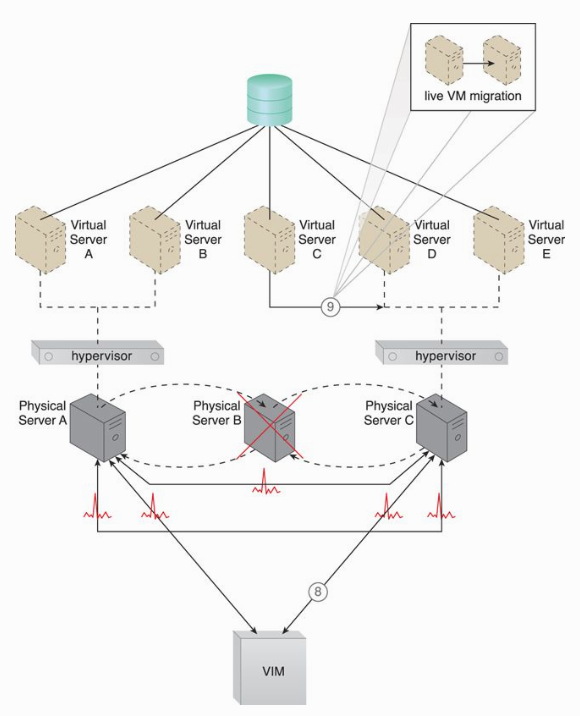 live VM migration
Virtual
Server
A
Virtual
Server
B
Virtual
Server
C
Virtual
Server
D
Virtual
Server
E
9
hypervisor
hypervisor
Physical
Server A
Physical
Server B
Physical
Server C
8
VIM